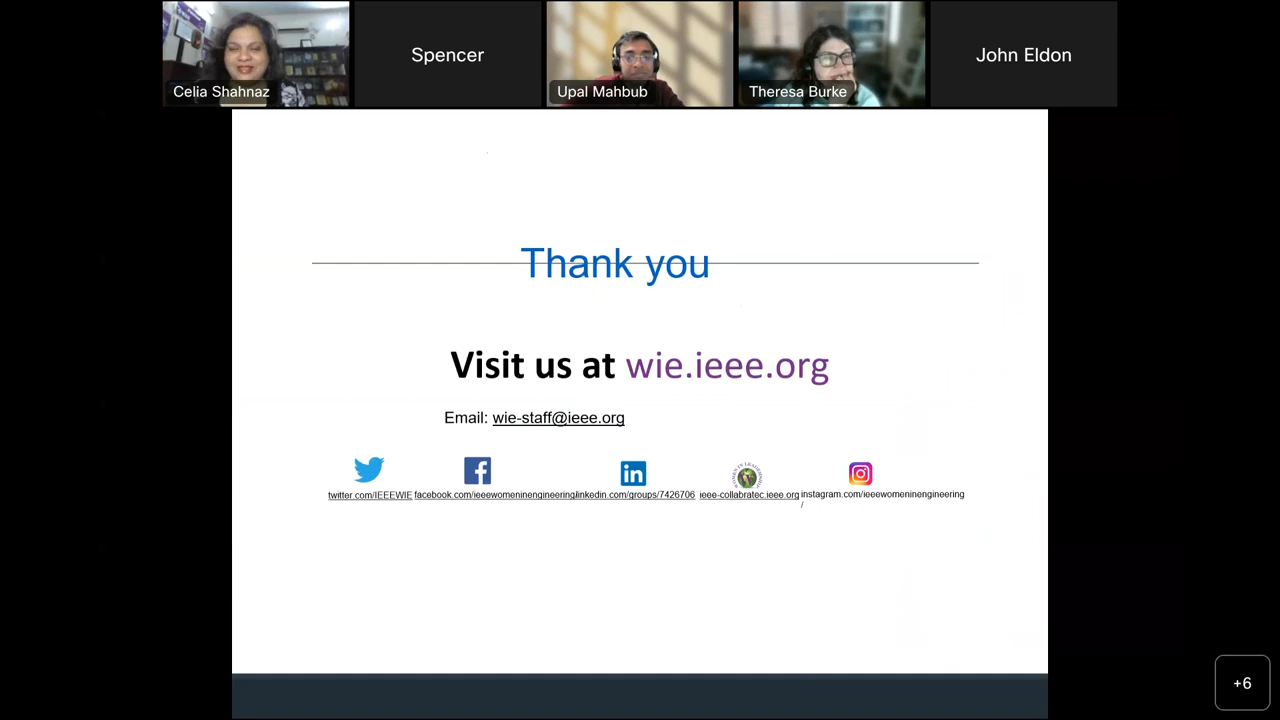 Celia Shahnaz
Spencer
Upal Mahbub
Theresa Burke
John Eldon
Thank you
Visit us at wie.ieee.org
Email: wie-staff@ieee.org
in
twitter.com/IEEEWIE facebook.com/ieeewomeninengineering/linkedin.com/groups/7426706 ieee-collabratec.ieee.org instagram.com/ieeewomeninengineering
/
+6